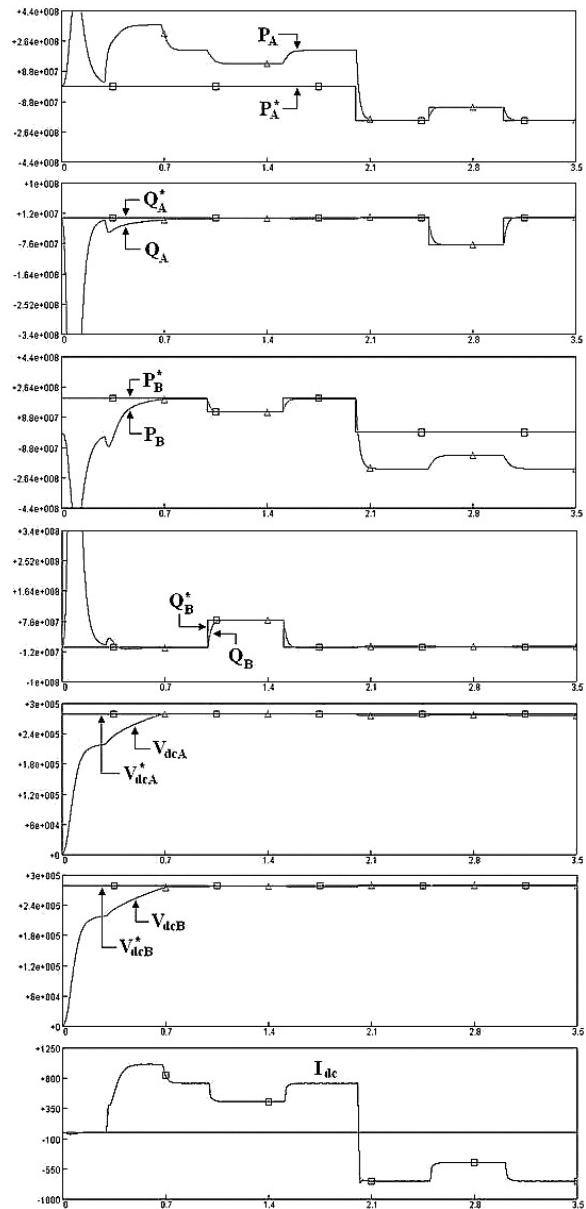 +4.4e+008
+2.64e+008
+8.8e+008
-8.8e+008
-2.64e+008
-4.4e+008
P_A
P_A^*
0 0.7 1.4 2.1 2.8 3.5
+1e+008
+1.2e+008
-7.6e+008
-1.64e+008
-2.52e+008
-3.4e+008
Q_A^*
Q_A
0 0.7 1.4 2.1 2.8 3.5
+4.4e+008
+2.64e+008
+8.8e+008
-8.8e+008
-2.64e+008
-4.4e+008
P_B^*
P_B
0 0.7 1.4 2.1 2.8 3.5
+3.4e+008
+2.52e+008
+1.64e+008
+7.6e+007
-1.2e+007
-1e+008
Q_B^*
Q_B
0 0.7 1.4 2.1 2.8 3.5
+3e+005
+2.4e+005
+1.8e+005
+1.2e+005
+6e+004
+0
V_dcA
V_dcA^*
0 0.7 1.4 2.1 2.8 3.5
+3e+005
+2.4e+005
+1.8e+005
+1.2e+005
+6e+004
+0
V_dcB
V_dcB^*
0 0.7 1.4 2.1 2.8 3.5
+1250
+800
+350
-100
-550
-1000
I_dc
0 0.7 1.4 2.1 2.8 3.5